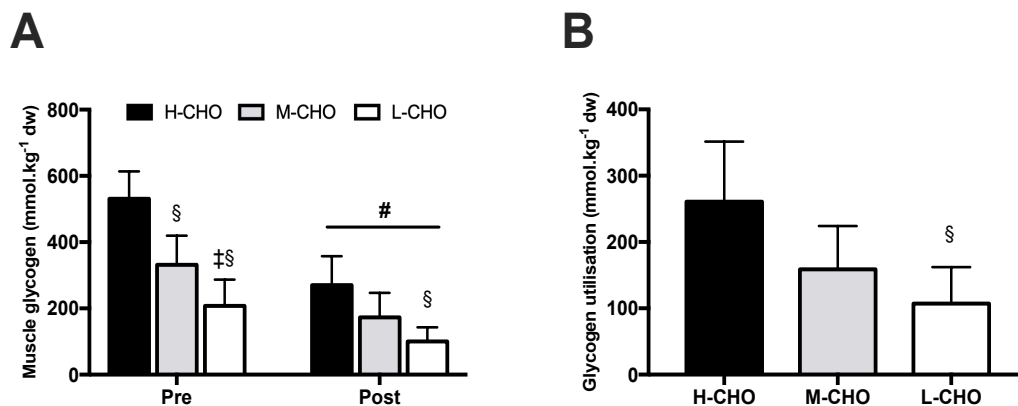 A
Muscle glycogen (mmol.kg⁻¹ dw)
800
600
400
200
0
H-CHO M-CHO L-CHO
§
‡§
#
§
Pre Post
B
Glycogen utilisation (mmol.kg⁻¹ dw)
400
300
200
100
0
§
H-CHO M-CHO L-CHO